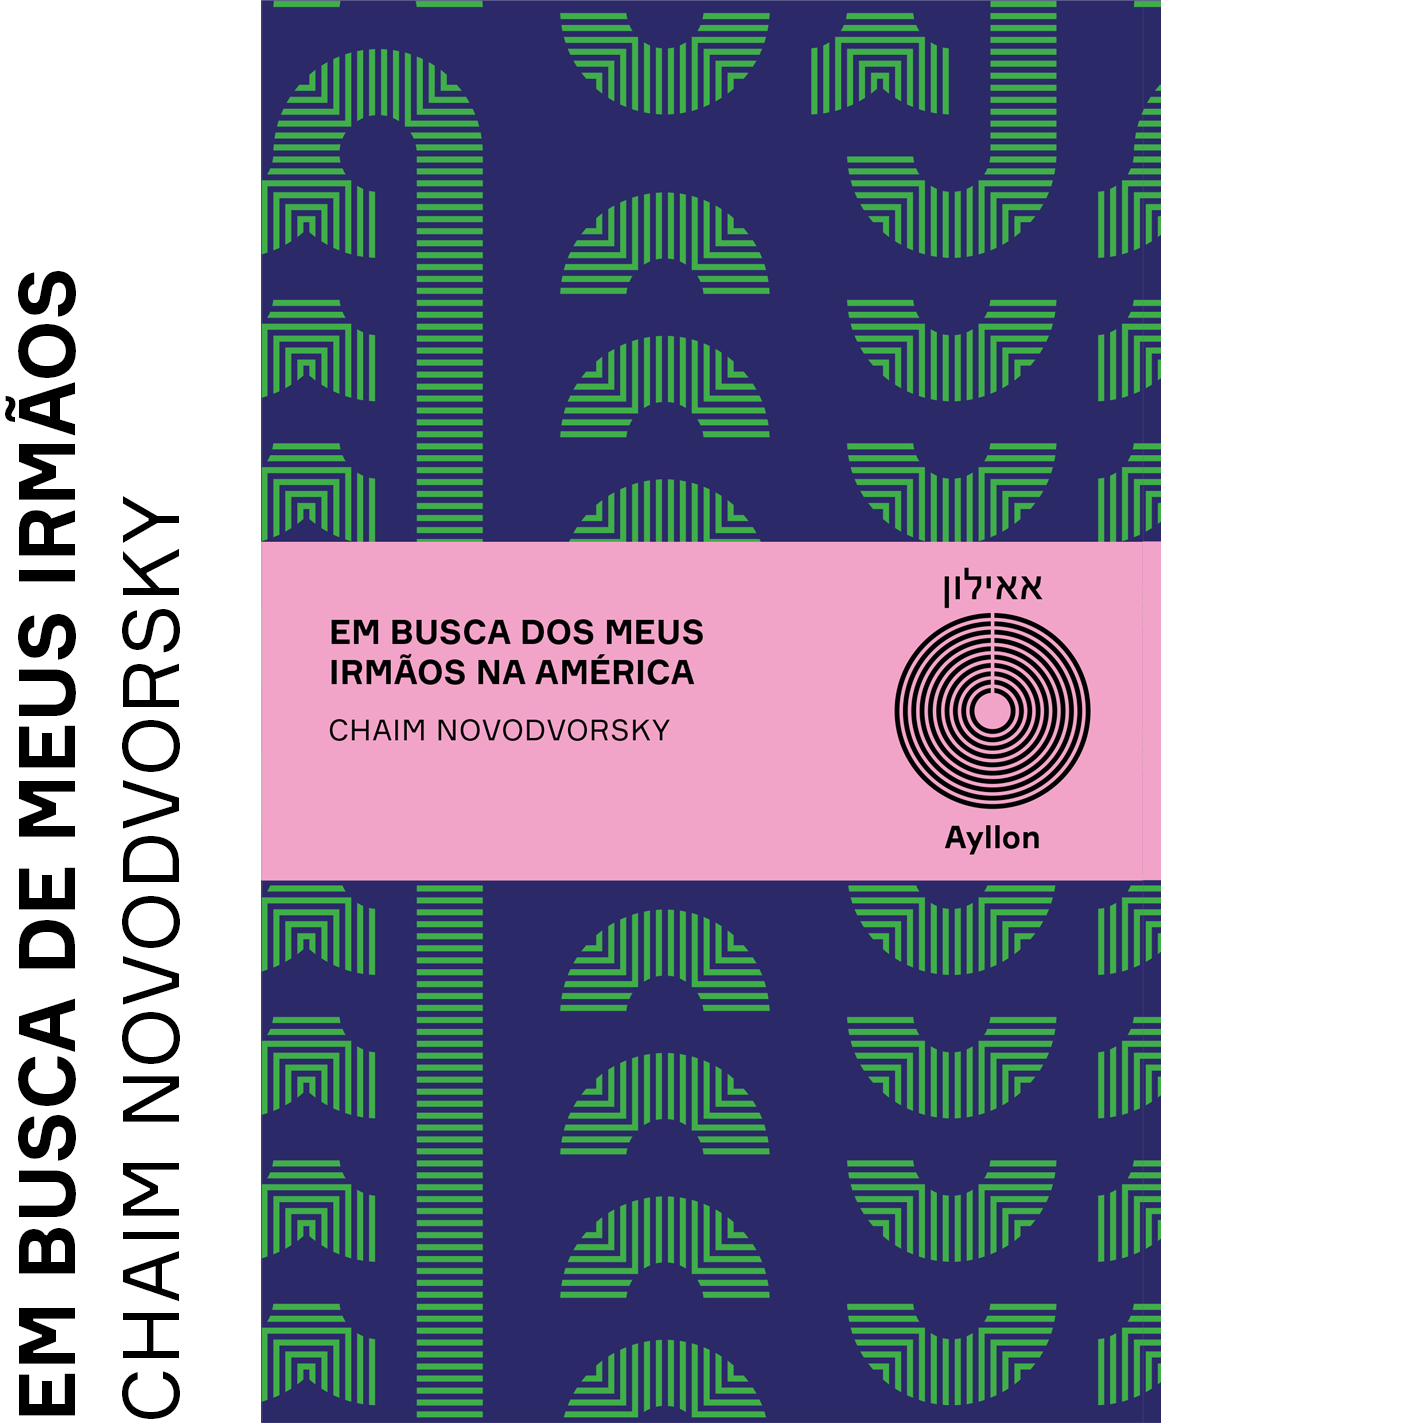 EM BUSCA DE MEUS IRMÃOS
CHAIM NOVODVORSKY
EM BUSCA DOS MEUS
IRMÃOS NA AMÉRICA
CHAIM NOVODVORSKY
אאילון
Ayllon